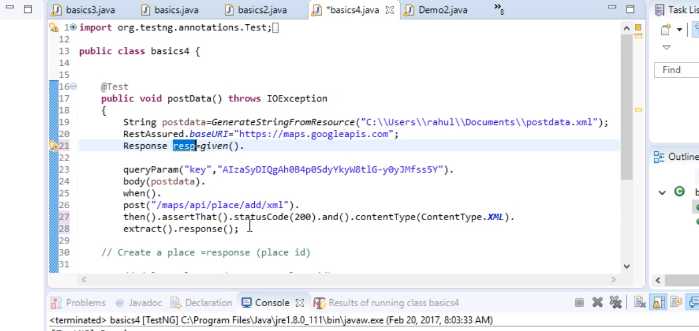 basics3.java basics.java basics2.java *basics4.java Demo2.java »8 Task Lis
1 import org.testng.annotations.Test;
12
13 public class basics4 {
14
15 Find
16 @Test
17 public void postData() throws IOException
18 {
19 String postdata=GenerateStringFromResource("C:\\Users\\rahul\\Documents\\postdata.xml");
20 RestAssured.baseURI="https://maps.googleapis.com";
21 Response resp=given().
22 Outline
23 queryParam("key","AIzaSyDIQgAh0B4p0SdyYkyW8tlG-y0yJMfss5Y").
24 body(postdata).
25 when().
26 post("/maps/api/place/add/xml").
27 then().assertThat().statusCode(200).and().contentType(ContentType.XML).
28 extract().response();
29
30 // Create a place =response (place id)
31
Problems @ Javadoc Declaration Console Results of running class basics4
<terminated> basics4 [TestNG] C:\Program Files\Java\jre1.8.0_111\bin\javaw.exe (Feb 20, 2017, 8:03:33 AM)